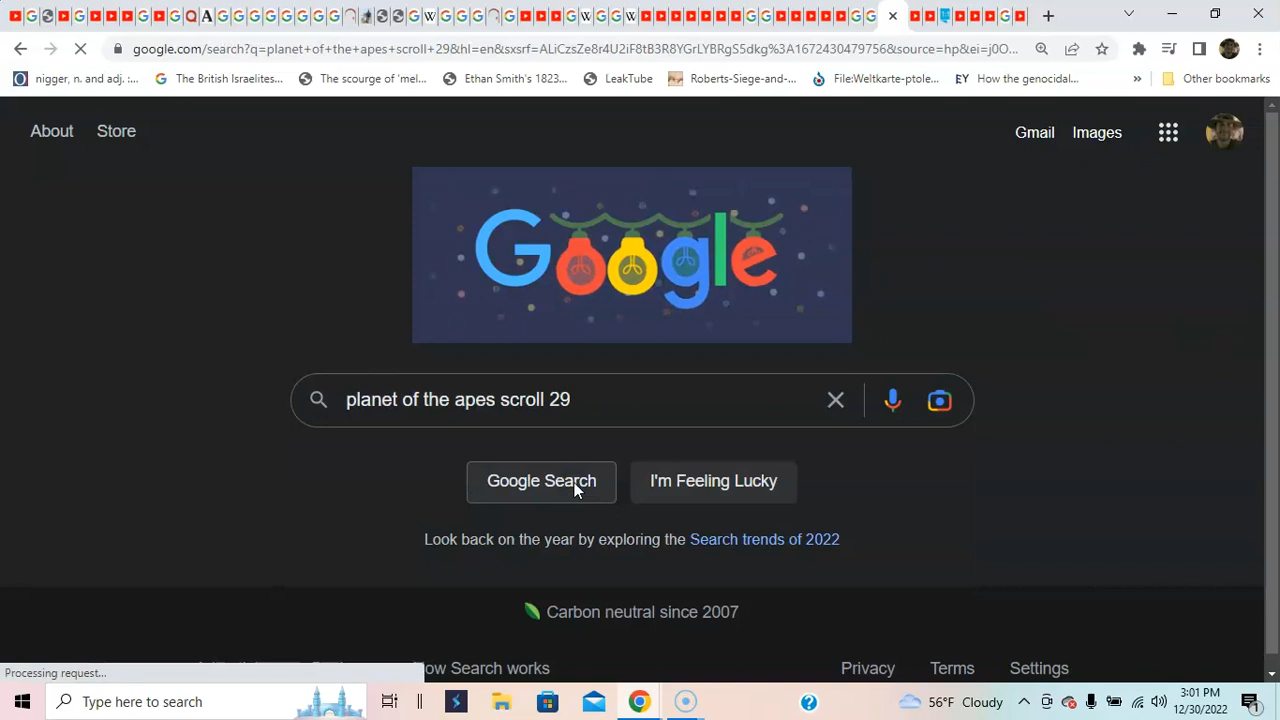 google.com/search?q=planet+of+the+apes+scroll+29&hl=en&sxsrf=ALiCzsZe8r4U2iF8tB3R8YGrLYBRgS5dkg%3A1672430479756&source=hp&ei=j0O...
nigger, n. and adj. :...
The British Israelites...
The scourge of 'mel...
Ethan Smith's 1823...
LeakTube
Roberts-Siege-and-...
File:Weltkarte-ptole...
EY How the genocidal...
»
Other bookmarks
About Store
Gmail Images
Google
planet of the apes scroll 29
Google Search
I'm Feeling Lucky
Look back on the year by exploring the Search trends of 2022
Carbon neutral since 2007
Processing request...
How Search works
Privacy Terms Settings
Type here to search
56°F Cloudy
3:01 PM
12/30/2022
1